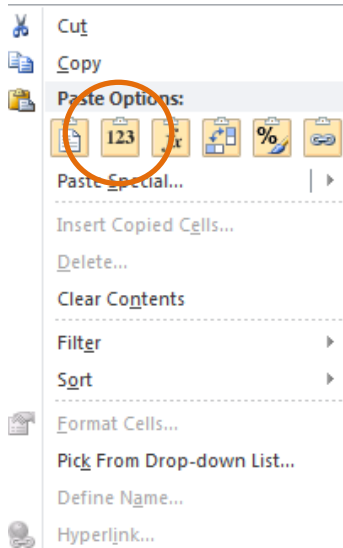 Cut
Copy
Paste Options:
123 fx %
Paste Special...
Insert Copied Cells...
Delete...
Clear Contents
Filter
Sort
Format Cells...
Pick From Drop-down List...
Define Name...
Hyperlink...